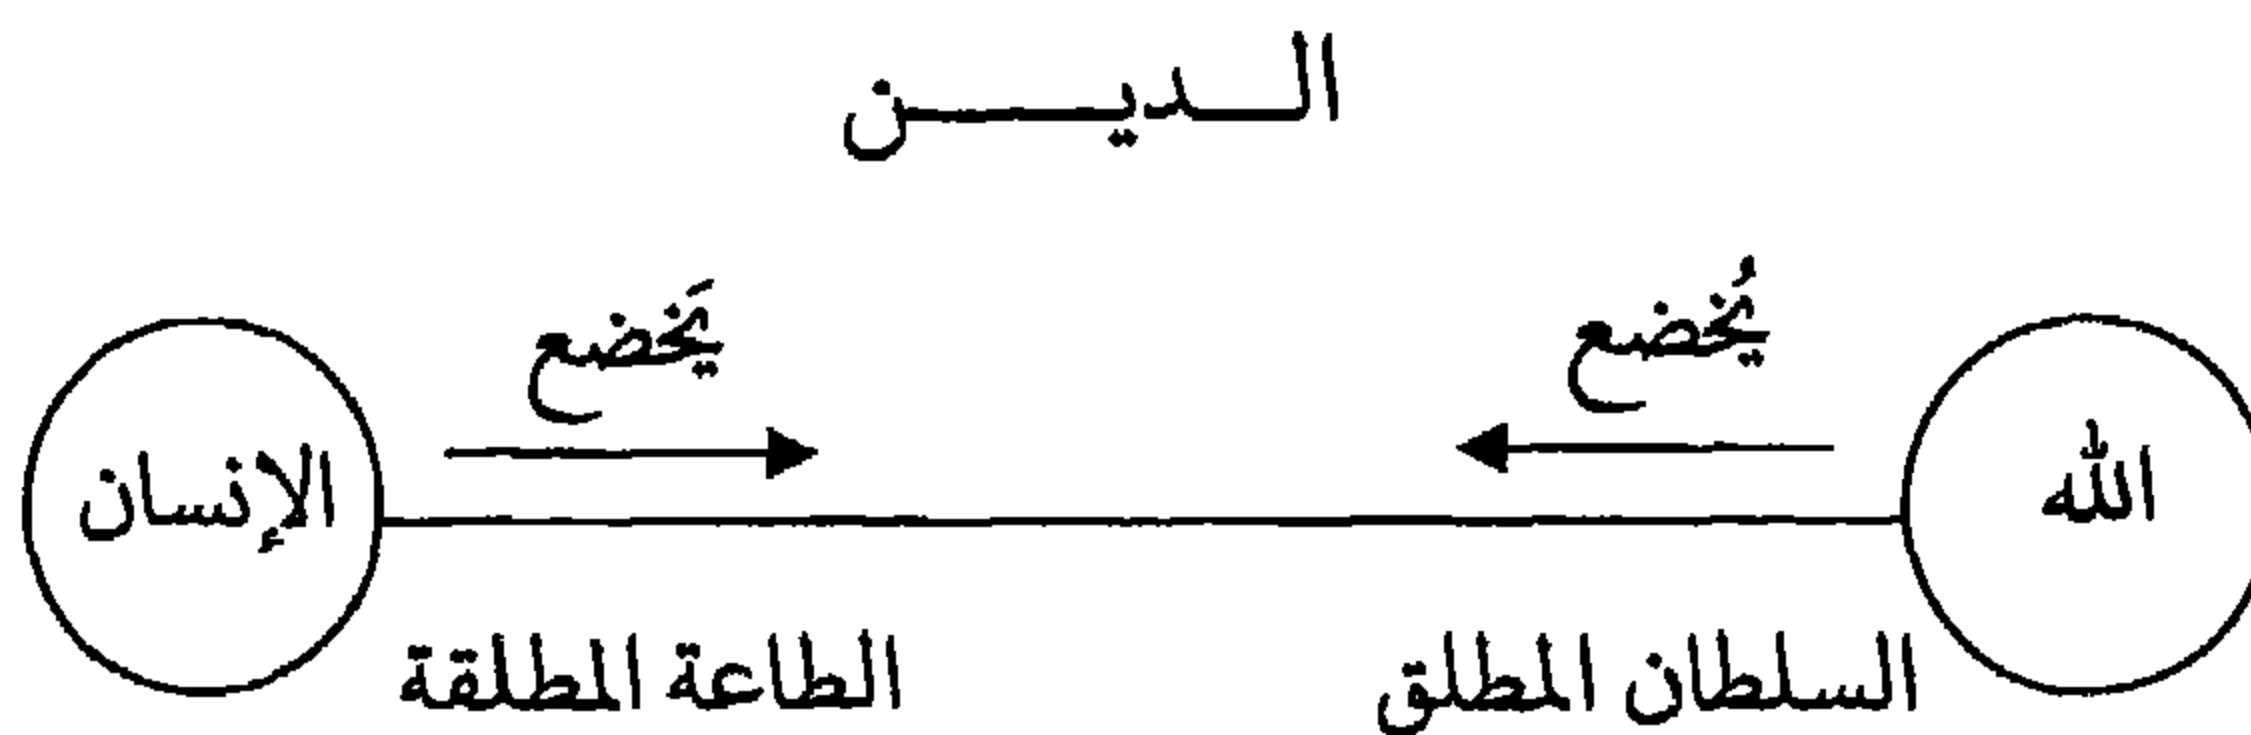 الـــديـــــن
يُخضع
يَخضع
الله
الإنسان
السلطان المطلق
الطاعة المطلقة